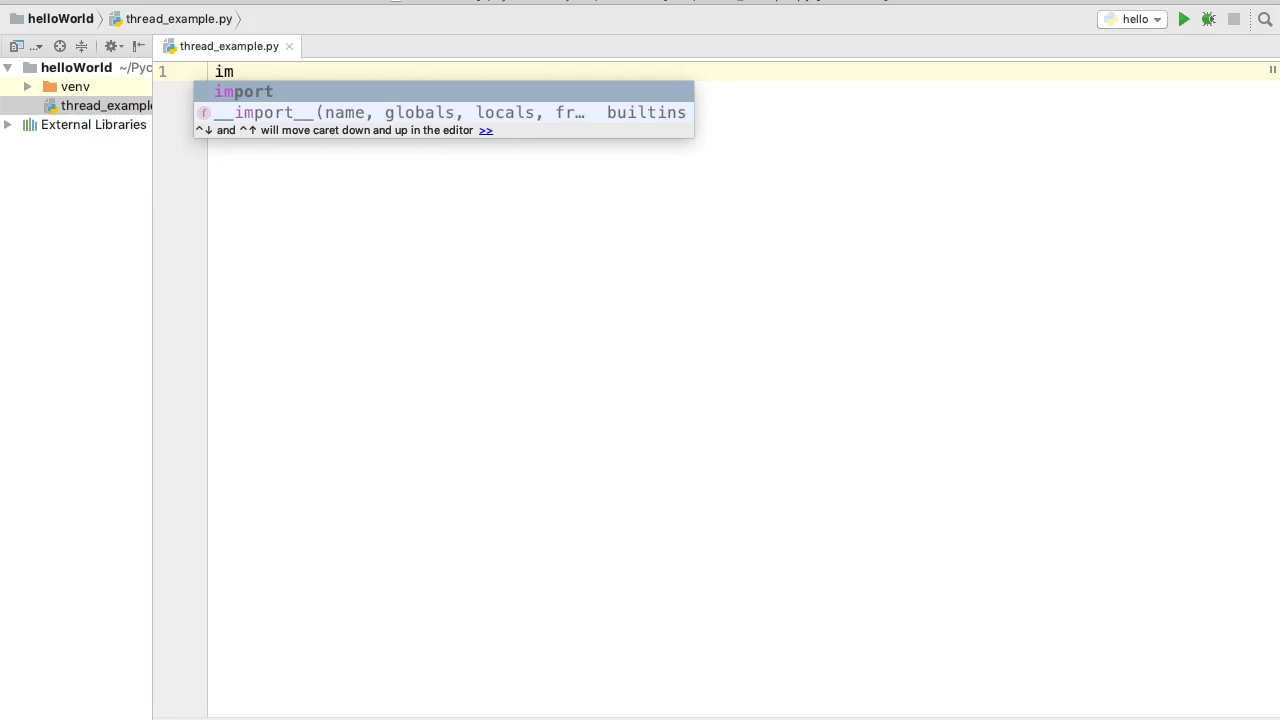 helloWorld thread_example.py
hello
...
thread_example.py
helloWorld ~/Pyc
venv
thread_example
External Libraries
1 im
import
f __import__(name, globals, locals, fr… builtins
^↓ and ^↑ will move caret down and up in the editor >>